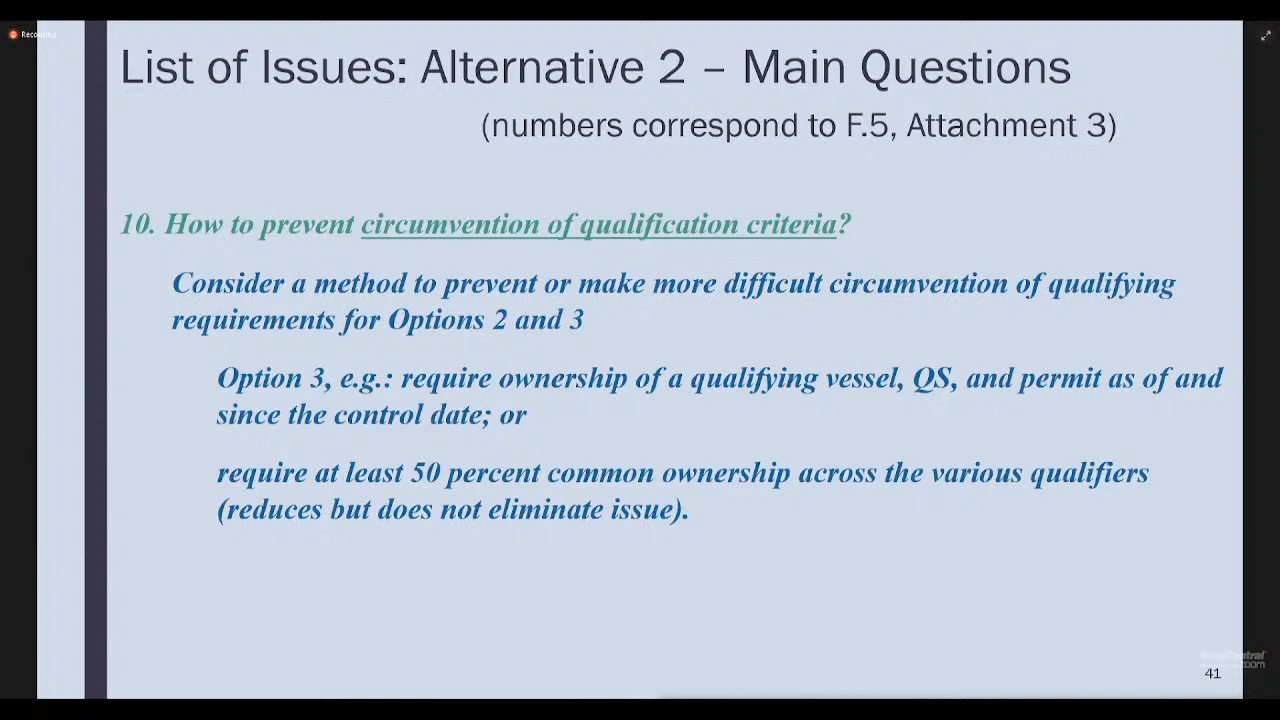 Recording
List of Issues: Alternative 2 – Main Questions
(numbers correspond to F.5, Attachment 3)
10. How to prevent circumvention of qualification criteria?
Consider a method to prevent or make more difficult circumvention of qualifying
requirements for Options 2 and 3
Option 3, e.g.: require ownership of a qualifying vessel, QS, and permit as of and
since the control date; or
require at least 50 percent common ownership across the various qualifiers
(reduces but does not eliminate issue).
zoom
41